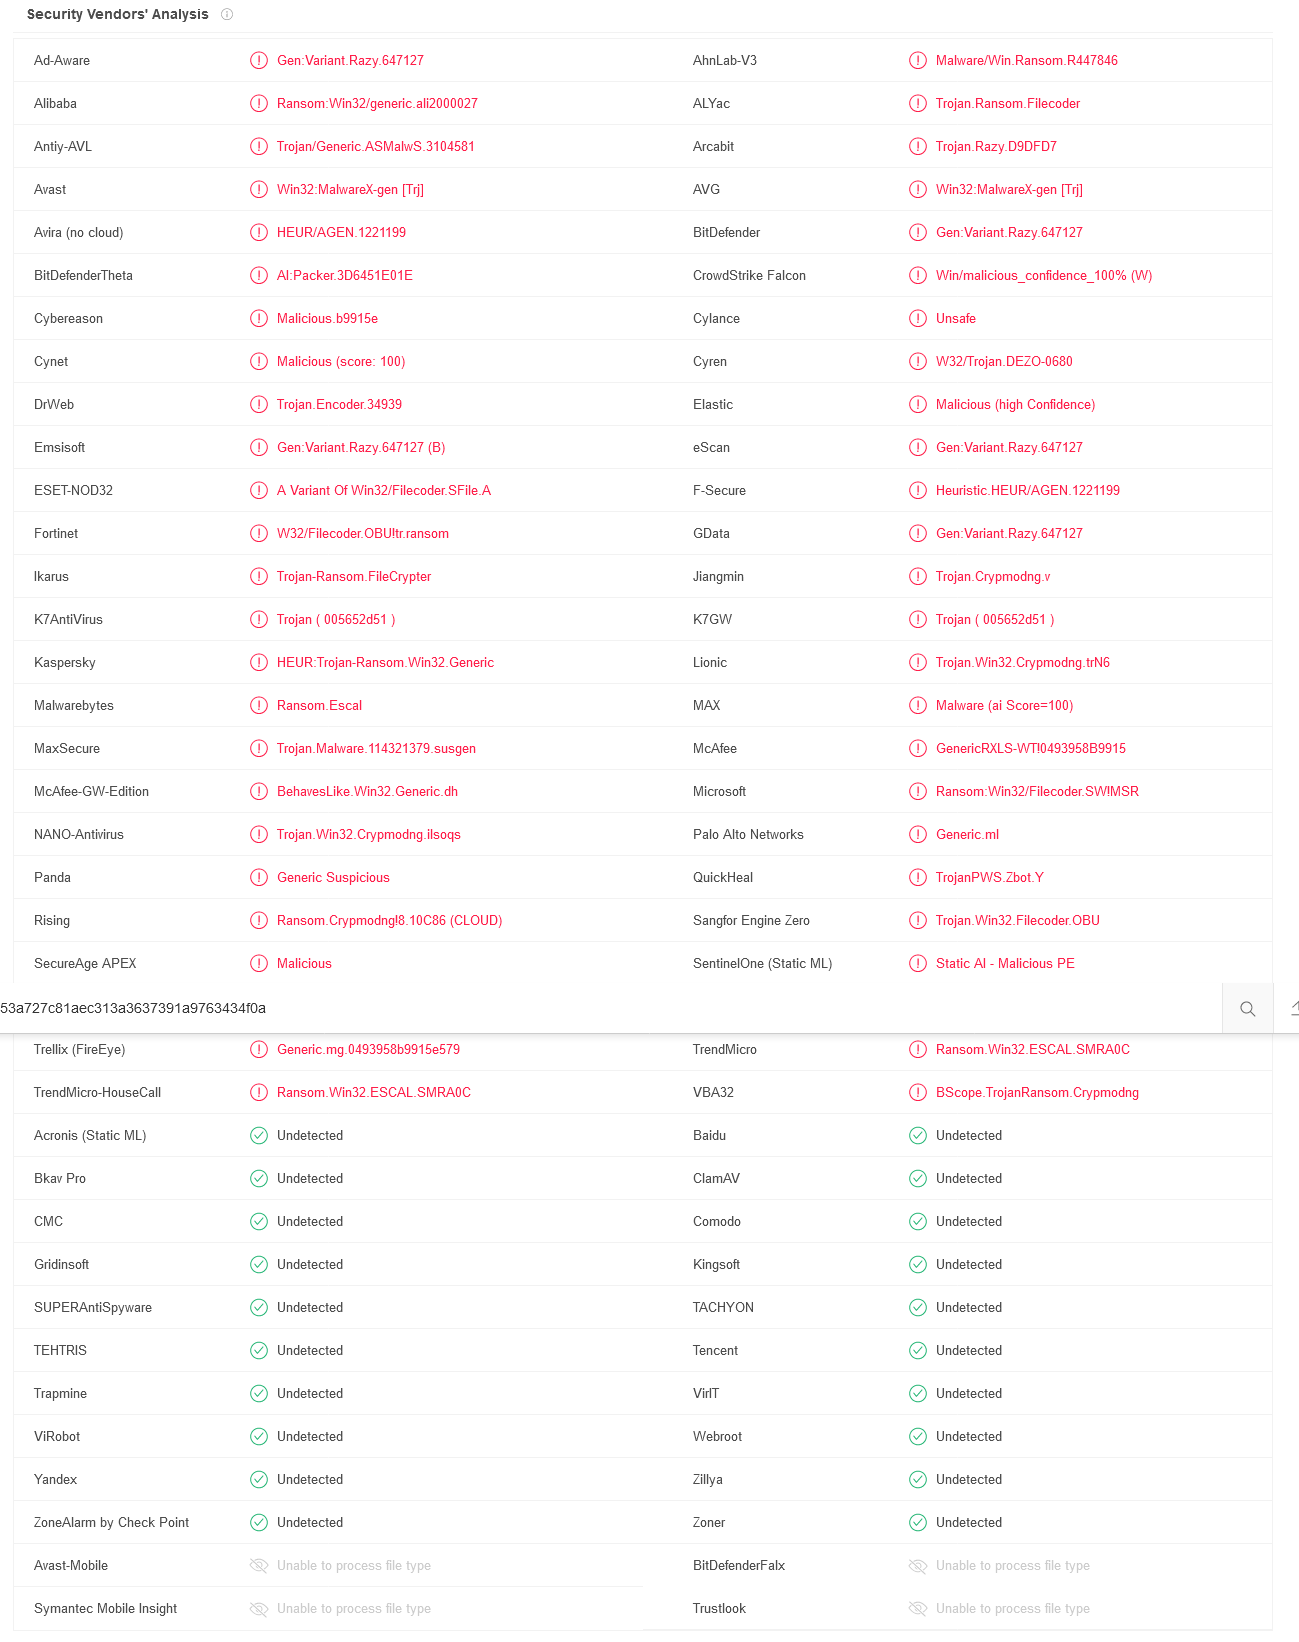 Security Vendors' Analysis
Ad-Aware Gen:Variant.Razy.647127 AhnLab-V3 Malware/Win.Ransom.R447846
Alibaba Ransom:Win32/generic.ali2000027 ALYac Trojan.Ransom.Filecoder
Antiy-AVL Trojan/Generic.ASMalwS.3104581 Arcabit Trojan.Razy.D9DFD7
Avast Win32:MalwareX-gen [Trj] AVG Win32:MalwareX-gen [Trj]
Avira (no cloud) HEUR/AGEN.1221199 BitDefender Gen:Variant.Razy.647127
BitDefenderTheta AI:Packer.3D6451E01E CrowdStrike Falcon Win/malicious_confidence_100% (W)
Cybereason Malicious.b9915e Cylance Unsafe
Cynet Malicious (score: 100) Cyren W32/Trojan.DEZO-0680
DrWeb Trojan.Encoder.34939 Elastic Malicious (high Confidence)
Emsisoft Gen:Variant.Razy.647127 (B) eScan Gen:Variant.Razy.647127
ESET-NOD32 A Variant Of Win32/Filecoder.SFile.A F-Secure Heuristic.HEUR/AGEN.1221199
Fortinet W32/Filecoder.OBU!tr.ransom GData Gen:Variant.Razy.647127
Ikarus Trojan-Ransom.FileCrypter Jiangmin Trojan.Crypmodng.v
K7AntiVirus Trojan ( 005652d51 ) K7GW Trojan ( 005652d51 )
Kaspersky HEUR:Trojan-Ransom.Win32.Generic Lionic Trojan.Win32.Crypmodng.trN6
Malwarebytes Ransom.Escal MAX Malware (ai Score=100)
MaxSecure Trojan.Malware.114321379.susgen McAfee GenericRXLS-WT!0493958B9915
McAfee-GW-Edition BehavesLike.Win32.Generic.dh Microsoft Ransom:Win32/Filecoder.SW!MSR
NANO-Antivirus Trojan.Win32.Crypmodng.ilsoqs Palo Alto Networks Generic.ml
Panda Generic Suspicious QuickHeal TrojanPWS.Zbot.Y
Rising Ransom.Crypmodng!8.10C86 (CLOUD) Sangfor Engine Zero Trojan.Win32.Filecoder.OBU
SecureAge APEX Malicious SentinelOne (Static ML) Static AI - Malicious PE
53a727c81aec313a3637391a9763434f0a
Trellix (FireEye) Generic.mg.0493958b9915e579 TrendMicro Ransom.Win32.ESCAL.SMRA0C
TrendMicro-HouseCall Ransom.Win32.ESCAL.SMRA0C VBA32 BScope.TrojanRansom.Crypmodng
Acronis (Static ML) Undetected Baidu Undetected
Bkav Pro Undetected ClamAV Undetected
CMC Undetected Comodo Undetected
Gridinsoft Undetected Kingsoft Undetected
SUPERAntiSpyware Undetected TACHYON Undetected
TEHTRIS Undetected Tencent Undetected
Trapmine Undetected VirIT Undetected
ViRobot Undetected Webroot Undetected
Yandex Undetected Zillya Undetected
ZoneAlarm by Check Point Undetected Zoner Undetected
Avast-Mobile Unable to process file type BitDefenderFalx Unable to process file type
Symantec Mobile Insight Unable to process file type Trustlook Unable to process file type